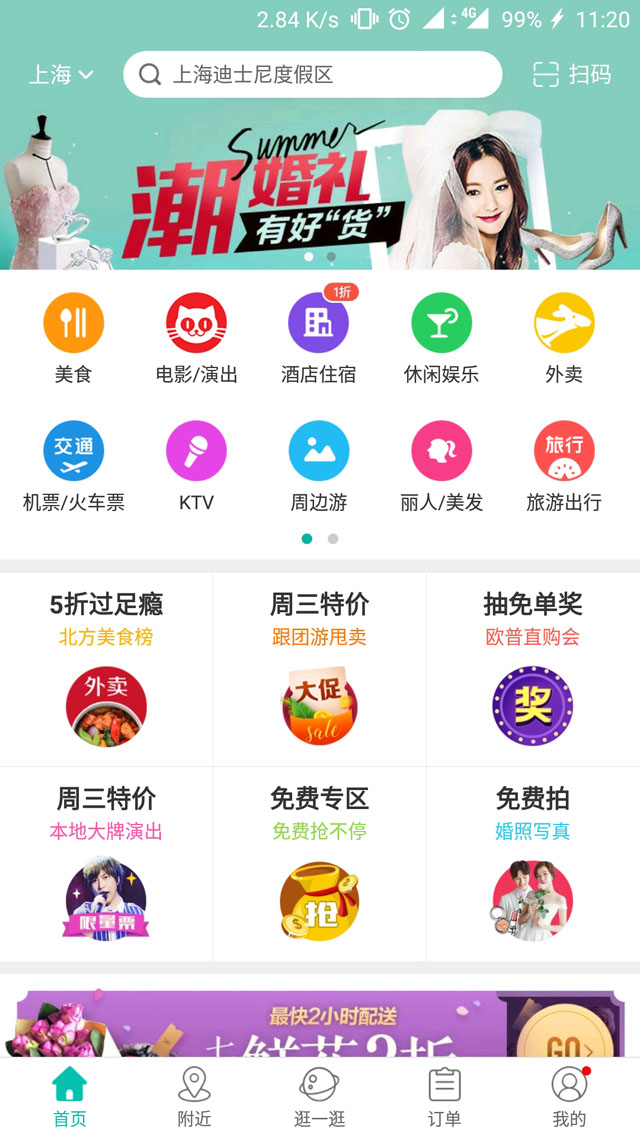 2.84 K/s 4G 99% 11:20
上海 上海迪士尼度假区 扫码
Summer
潮婚礼
有好“货”
1折
美食 电影/演出 酒店住宿 休闲娱乐 外卖
交通 旅行
机票/火车票 KTV 周边游 丽人/美发 旅游出行
5折过足瘾 周三特价 抽免单奖
北方美食榜 跟团游甩卖 欧普直购会
外卖 大促 sale 奖
周三特价 免费专区 免费拍
本地大牌演出 免费抢不停 婚照写真
限量票 抢
最快2小时配送
GO
首页 附近 逛一逛 订单 我的